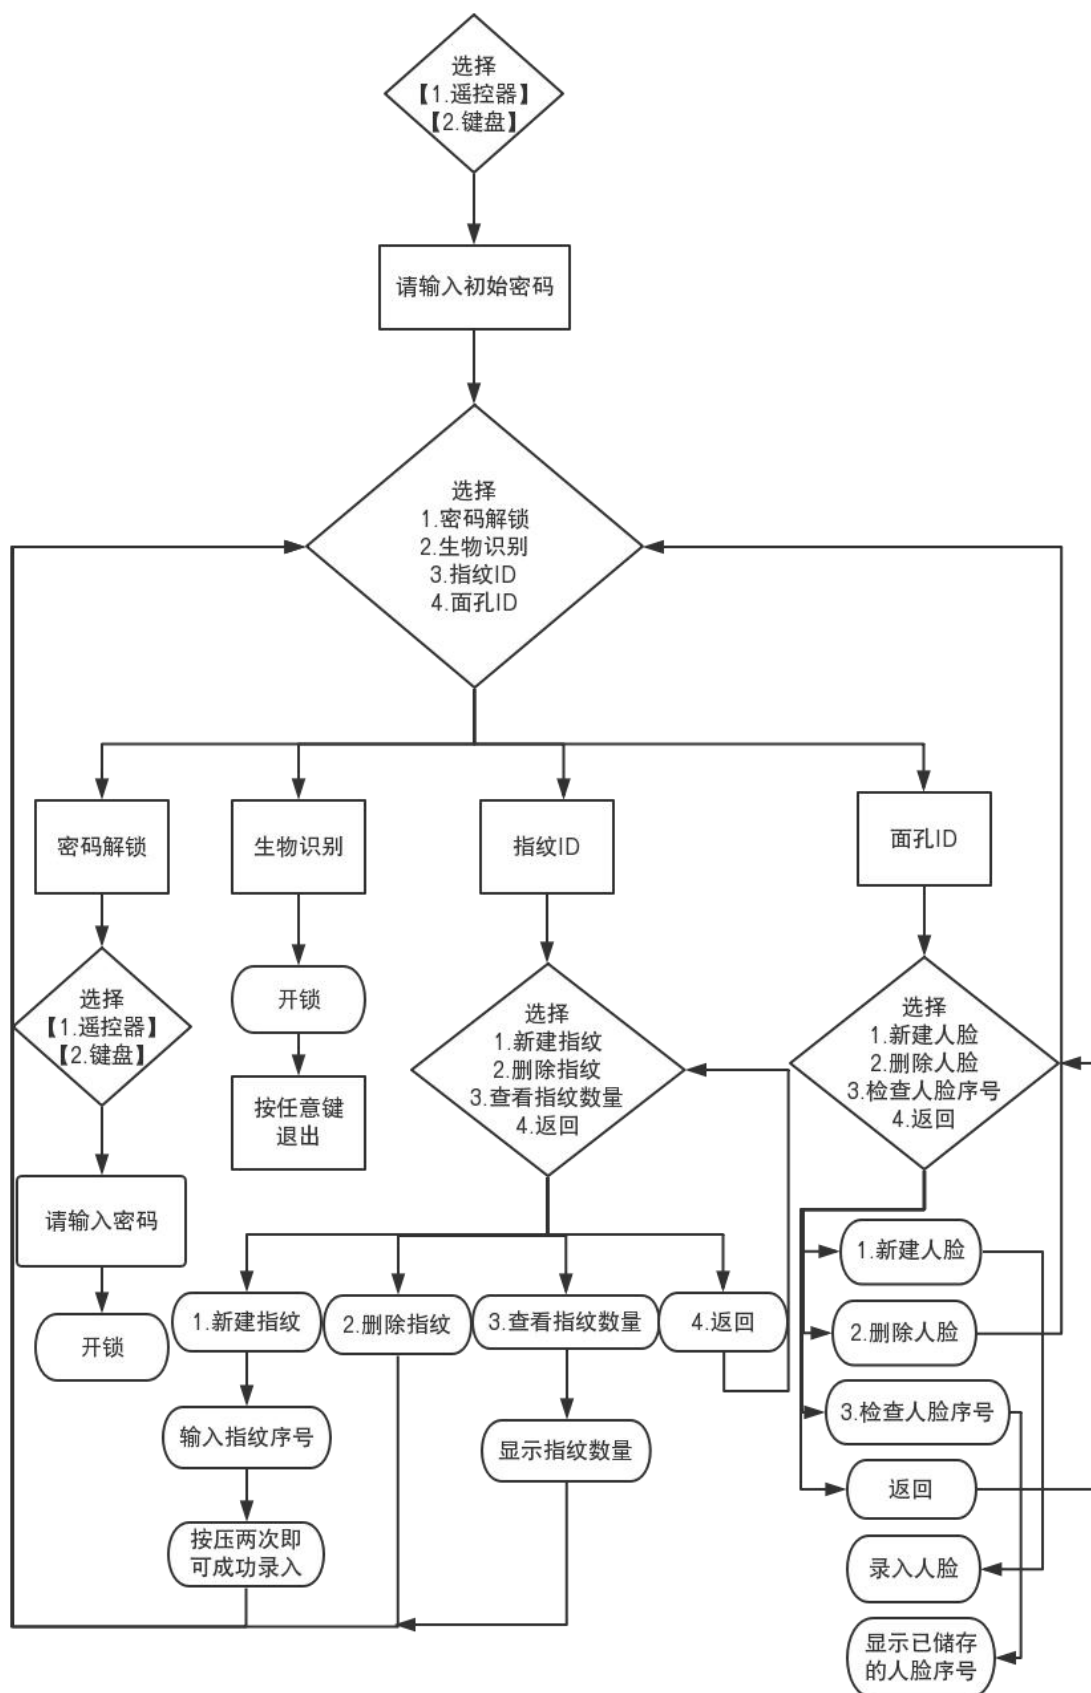 选择
【1.遥控器】
【2.键盘】
请输入初始密码
选择
1.密码解锁
2.生物识别
3.指纹ID
4.面孔ID
密码解锁
生物识别
指纹ID
面孔ID
选择
【1.遥控器】
【2.键盘】
开锁
按任意键
退出
选择
1.新建指纹
2.删除指纹
3.查看指纹数量
4.返回
选择
1.新建人脸
2.删除人脸
3.检查人脸序号
4.返回
请输入密码
开锁
1.新建指纹
2.删除指纹
3.查看指纹数量
4.返回
输入指纹序号
显示指纹数量
按压两次即
可成功录入
1.新建人脸
2.删除人脸
3.检查人脸序号
返回
录入人脸
显示已储存
的人脸序号